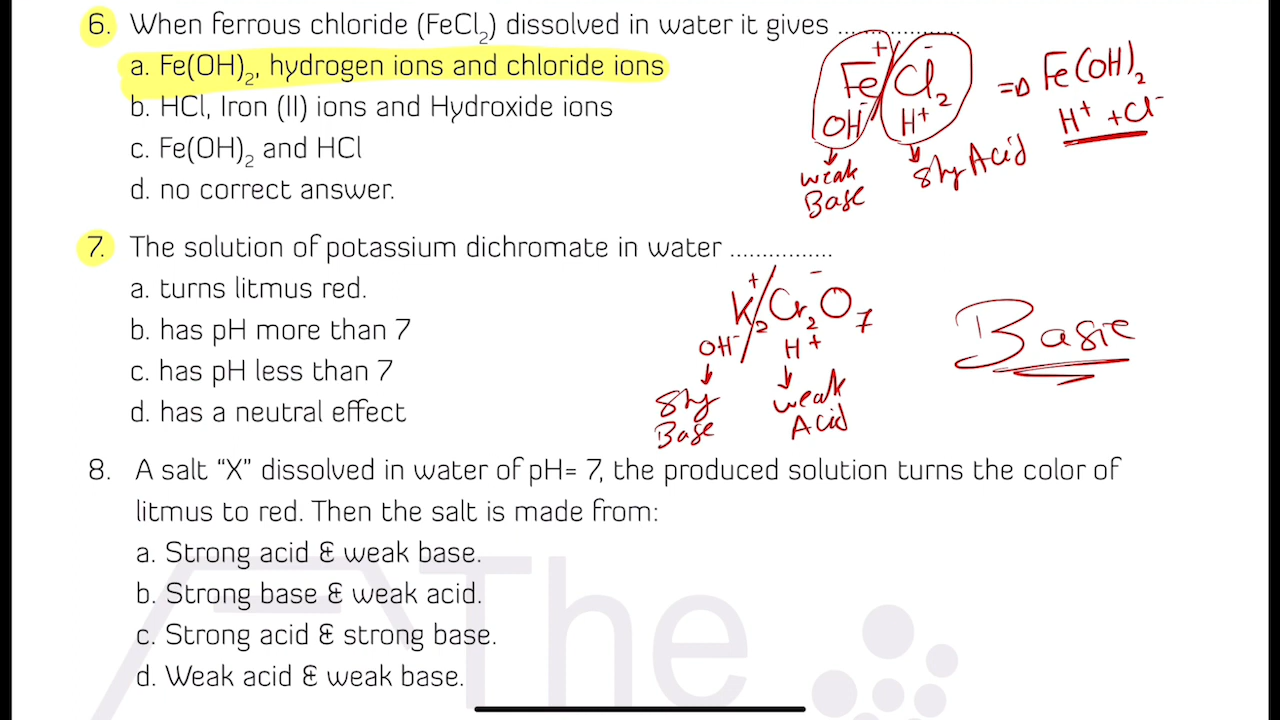 6. When ferrous chloride (FeCl₂) dissolved in water it gives ..................
a. Fe(OH)₂, hydrogen ions and chloride ions
b. HCl, Iron (II) ions and Hydroxide ions
c. Fe(OH)₂ and HCl
d. no correct answer.
+ -
Fe/Cl₂ ⇒ Fe(OH)₂
OH⁻ H⁺ H⁺ + Cl⁻
weak Acid
Base
7. The solution of potassium dichromate in water ................
a. turns litmus red.
b. has pH more than 7
c. has pH less than 7
d. has a neutral effect
+ -
K₂/Cr₂O₇
OH⁻ H⁺
weak
Base Acid
Basic
8. A salt “X” dissolved in water of pH= 7, the produced solution turns the color of
litmus to red. Then the salt is made from:
a. Strong acid & weak base.
b. Strong base & weak acid.
c. Strong acid & strong base.
d. Weak acid & weak base.
The